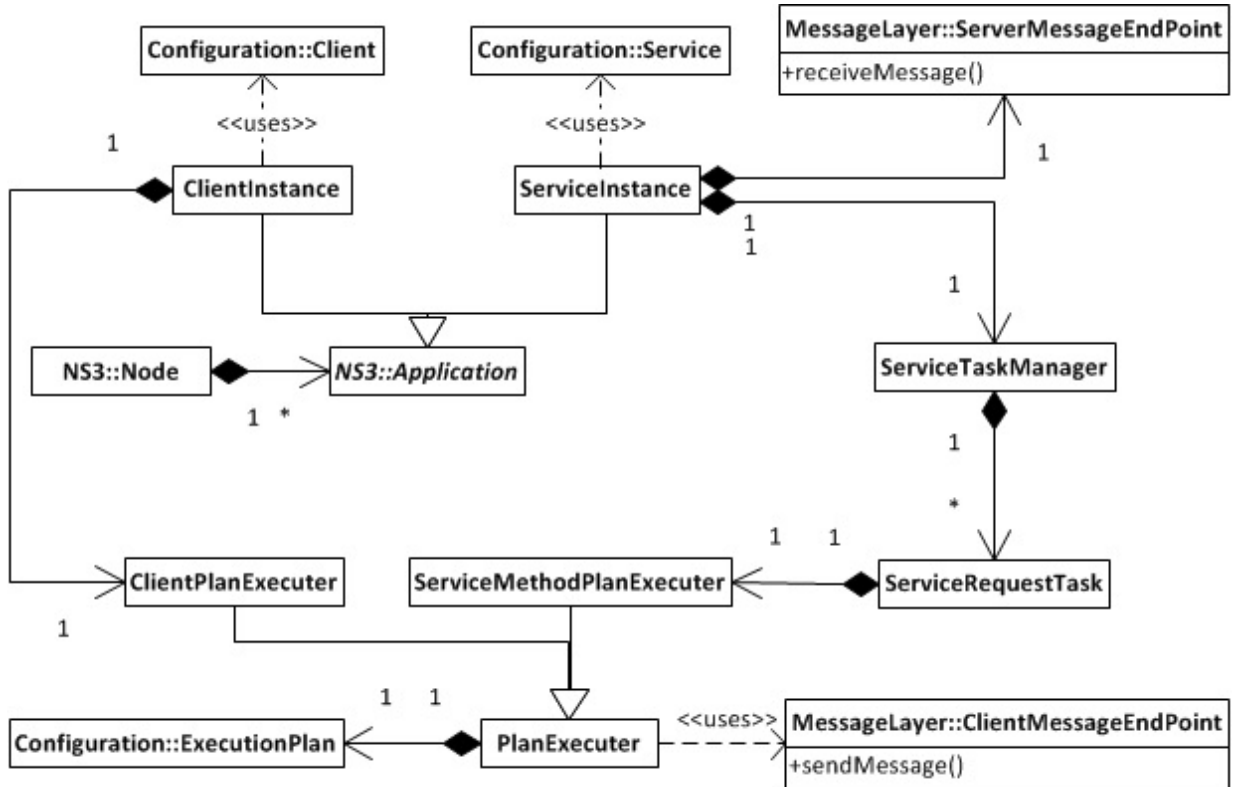 Configuration::Client
Configuration::Service
MessageLayer::ServerMessageEndPoint
+receiveMessage()
<<uses>>
<<uses>>
1
1
ClientInstance
ServiceInstance
1
1
1
NS3::Node
NS3::Application
ServiceTaskManager
1 *
1
*
1
1
ClientPlanExecuter
ServiceMethodPlanExecuter
ServiceRequestTask
1
1
1
<<uses>>
Configuration::ExecutionPlan
PlanExecuter
MessageLayer::ClientMessageEndPoint
+sendMessage()